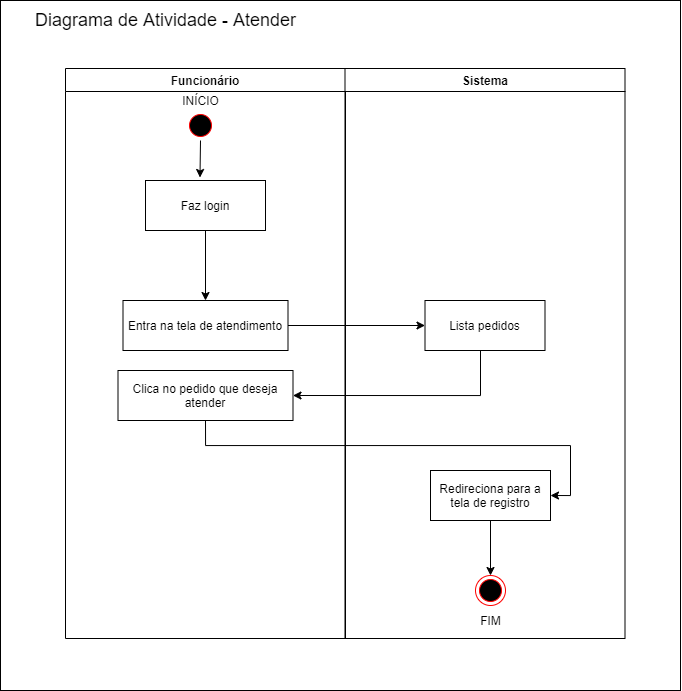 Diagrama de Atividade - Atender
Funcionário
Sistema
INÍCIO
Faz login
Entra na tela de atendimento
Lista pedidos
Clica no pedido que deseja
atender
Redireciona para a
tela de registro
FIM